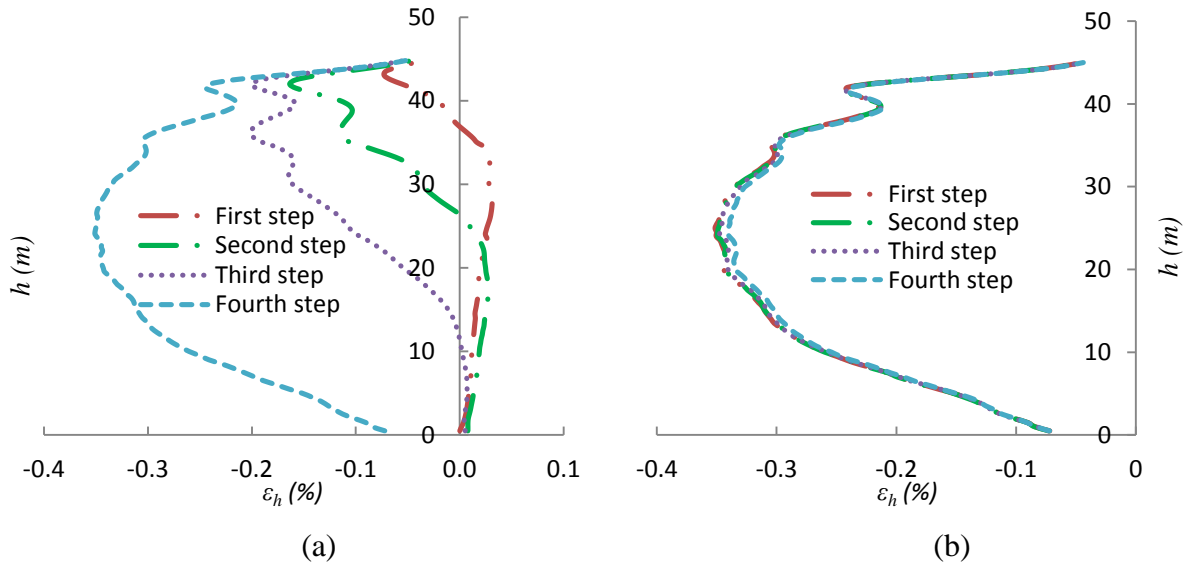 50
40
30
20
10
0
h (m)
First step
Second step
Third step
Fourth step
-0.4 -0.3 -0.2 -0.1 0.0 0.1
εh (%)
(a)
50
40
30
20
10
0
h (m)
First step
Second step
Third step
Fourth step
-0.4 -0.3 -0.2 -0.1 0
εh (%)
(b)